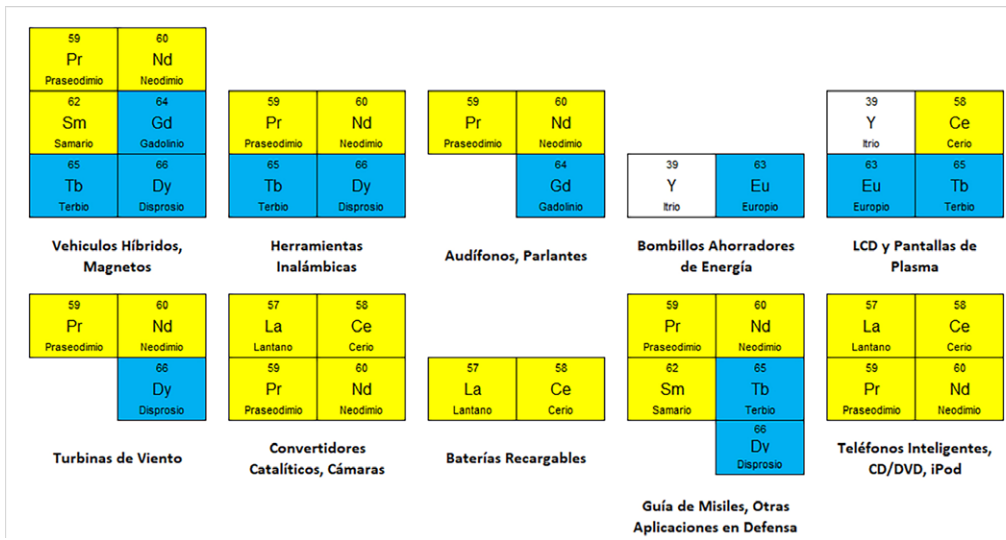 59 60
Pr Nd
Praseodimio Neodimio
62 64
Sm Gd
Samario Gadolinio
65 66
Tb Dy
Terbio Disprosio
Vehiculos Híbridos,
Magnetos
59 60
Pr Nd
Praseodimio Neodimio
65 66
Tb Dy
Terbio Disprosio
Herramientas
Inalámbicas
59 60
Pr Nd
Praseodimio Neodimio
64
Gd
Gadolinio
Audífonos, Parlantes
39 63
Y Eu
Itrio Europio
Bombillos Ahorradores
de Energía
39 58
Y Ce
Itrio Cerio
63 65
Eu Tb
Europio Terbio
LCD y Pantallas de
Plasma
59 60
Pr Nd
Praseodimio Neodimio
66
Dy
Disprosio
Turbinas de Viento
57 58
La Ce
Lantano Cerio
59 60
Pr Nd
Praseodimio Neodimio
Convertidores
Catalíticos, Cámaras
57 58
La Ce
Lantano Cerio
Baterías Recargables
59 60
Pr Nd
Praseodimio Neodimio
62 65
Sm Tb
Samario Terbio
66
Dy
Disprosio
Guía de Misiles, Otras
Aplicaciones en Defensa
57 58
La Ce
Lantano Cerio
59 60
Pr Nd
Praseodimio Neodimio
Teléfonos Inteligentes,
CD/DVD, iPod